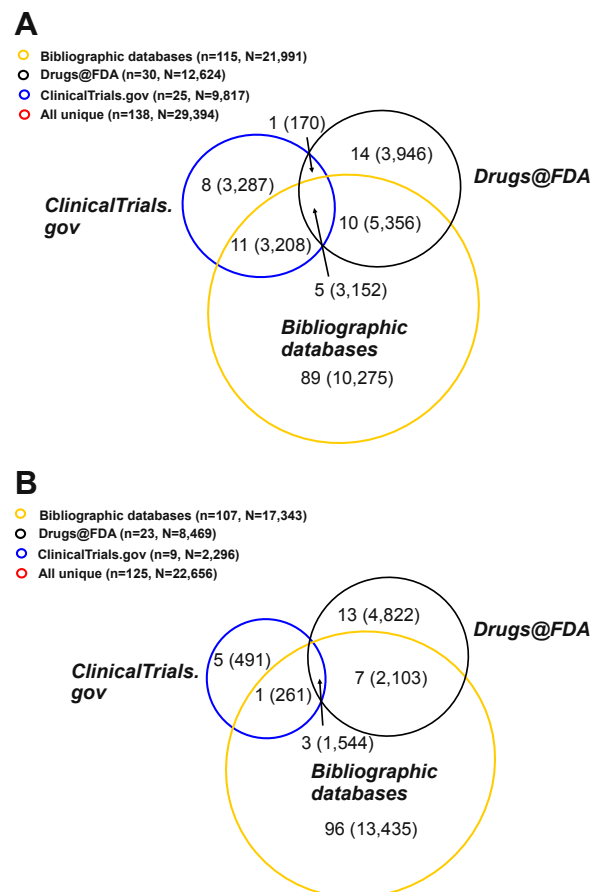 A
Bibliographic databases (n=115, N=21,991)
Drugs@FDA (n=30, N=12,624)
ClinicalTrials.gov (n=25, N=9,817)
All unique (n=138, N=29,394)
1 (170)
14 (3,946)
8 (3,287)
Drugs@FDA
ClinicalTrials.
gov
10 (5,356)
11 (3,208)
5 (3,152)
Bibliographic
databases
89 (10,275)
B
Bibliographic databases (n=107, N=17,343)
Drugs@FDA (n=23, N=8,469)
ClinicalTrials.gov (n=9, N=2,296)
All unique (n=125, N=22,656)
13 (4,822)
Drugs@FDA
5 (491)
ClinicalTrials.
gov
7 (2,103)
1 (261)
3 (1,544)
Bibliographic
databases
96 (13,435)